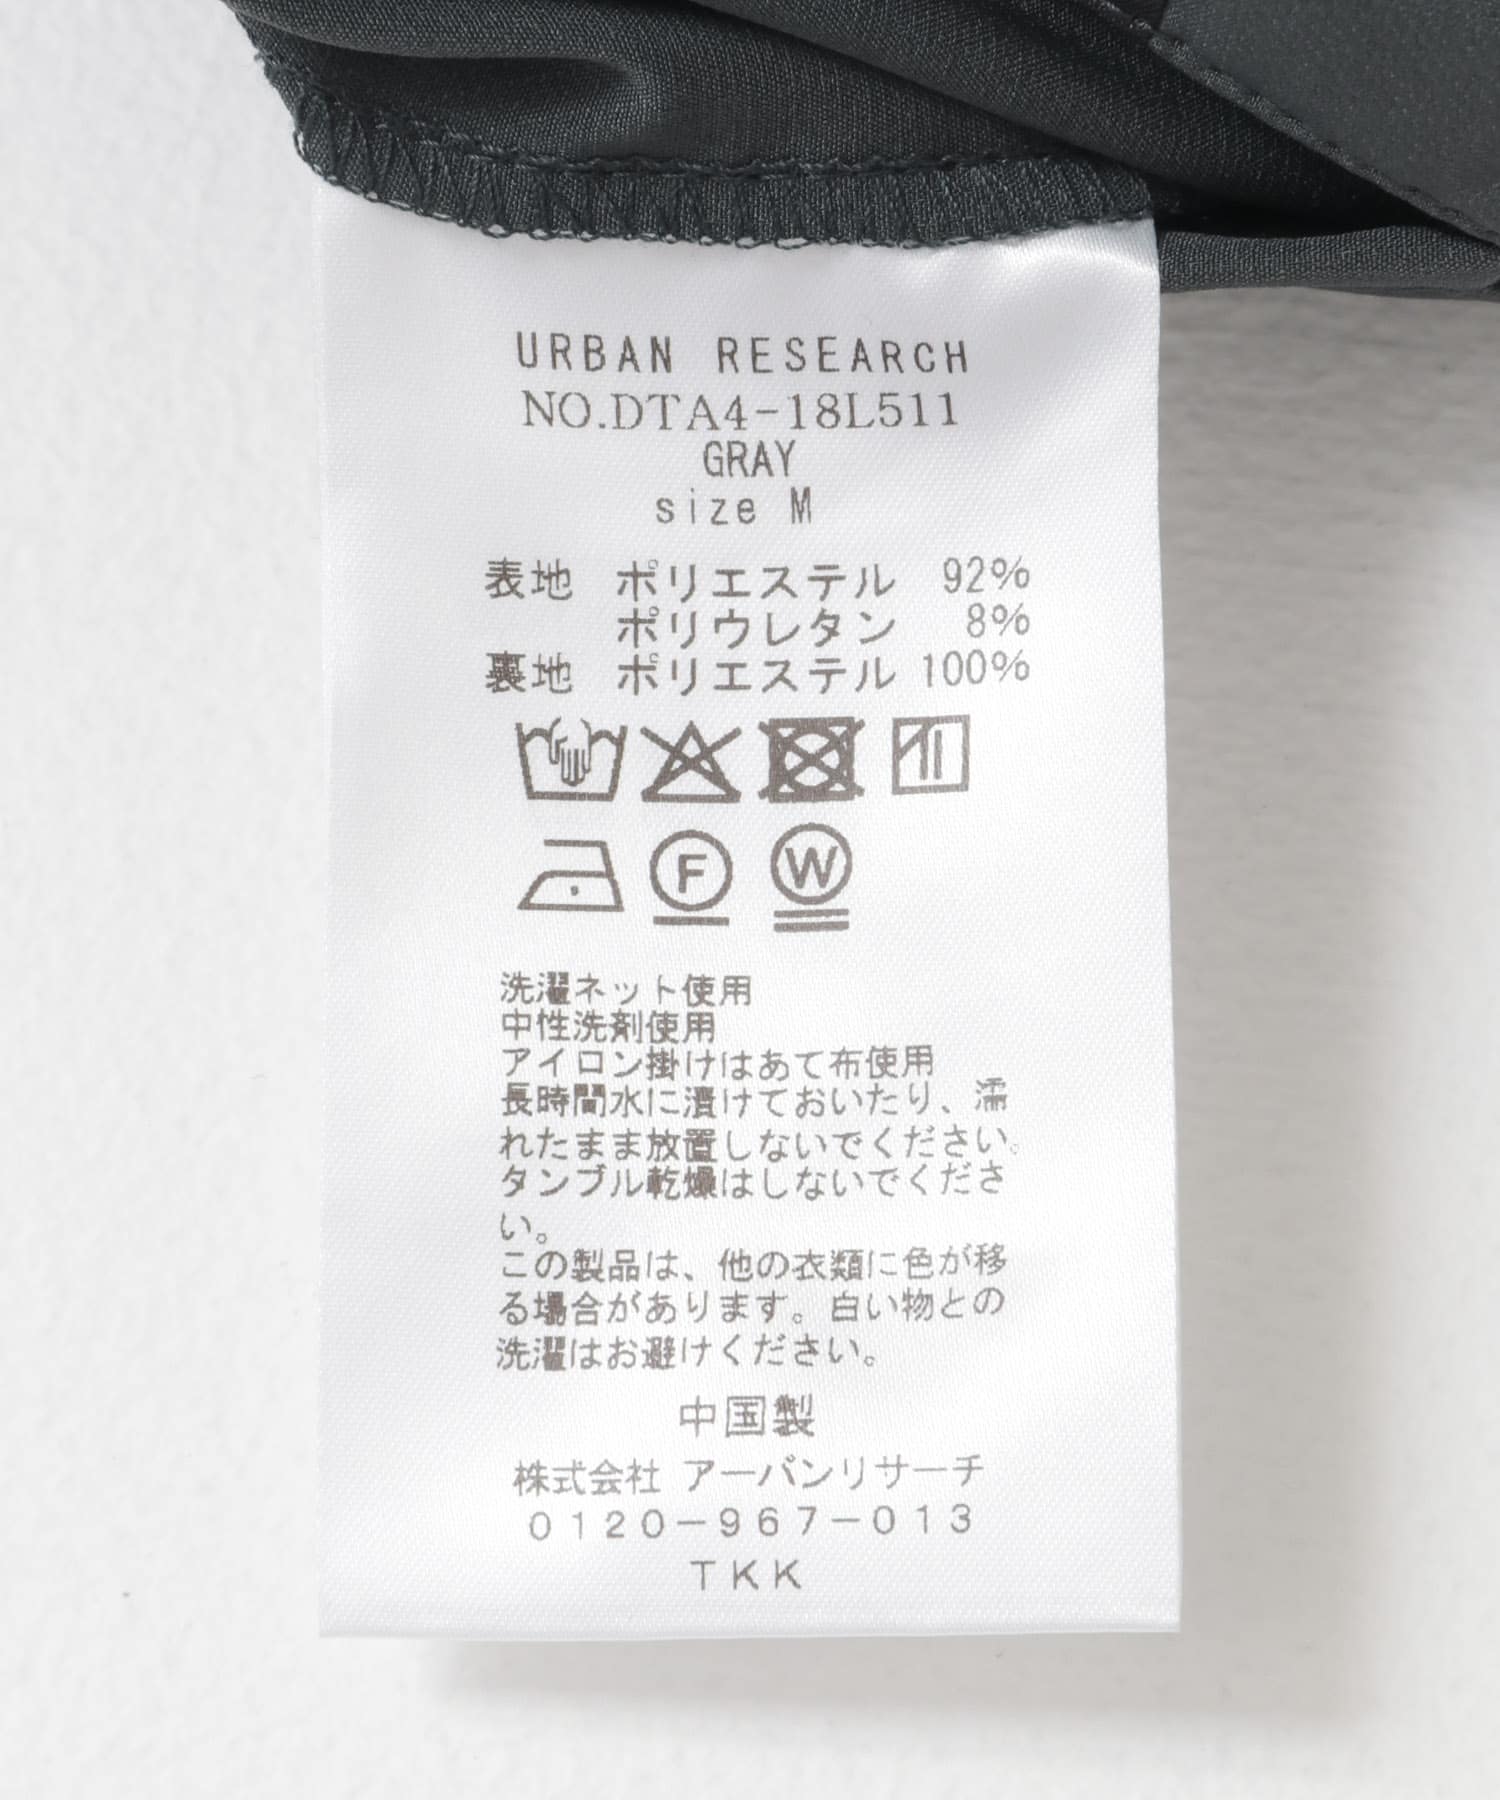 URBAN RESEARCH
NO.DTA4-18L511
GRAY
size M
表地 ポリエステル 92%
ポリウレタン 8%
裏地 ポリエステル 100%
F W
洗濯ネット使用
中性洗剤使用
アイロン掛けはあて布使用
長時間水に漬けておいたり、濡
れたまま放置しないでください。
タンブル乾燥はしないでくださ
い。
この製品は、他の衣類に色が移
る場合があります。白い物との
洗濯はお避けください。
中国製
株式会社 アーバンリサーチ
0120-967-013
TKK